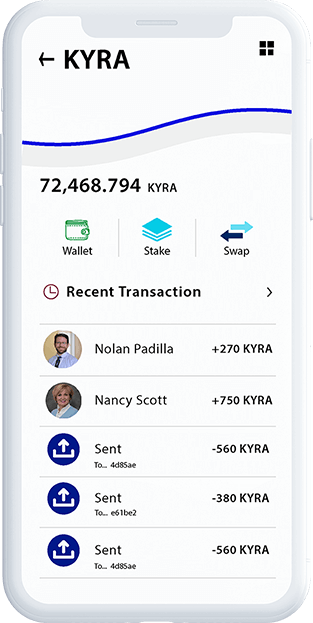 ← KYRA
72,468.794 KYRA
Wallet Stake Swap
Recent Transaction >
Nolan Padilla +270 KYRA
Nancy Scott +750 KYRA
Sent -560 KYRA
To... 4d85ae
Sent -380 KYRA
To... e61be2
Sent -560 KYRA
To... 4d85ae